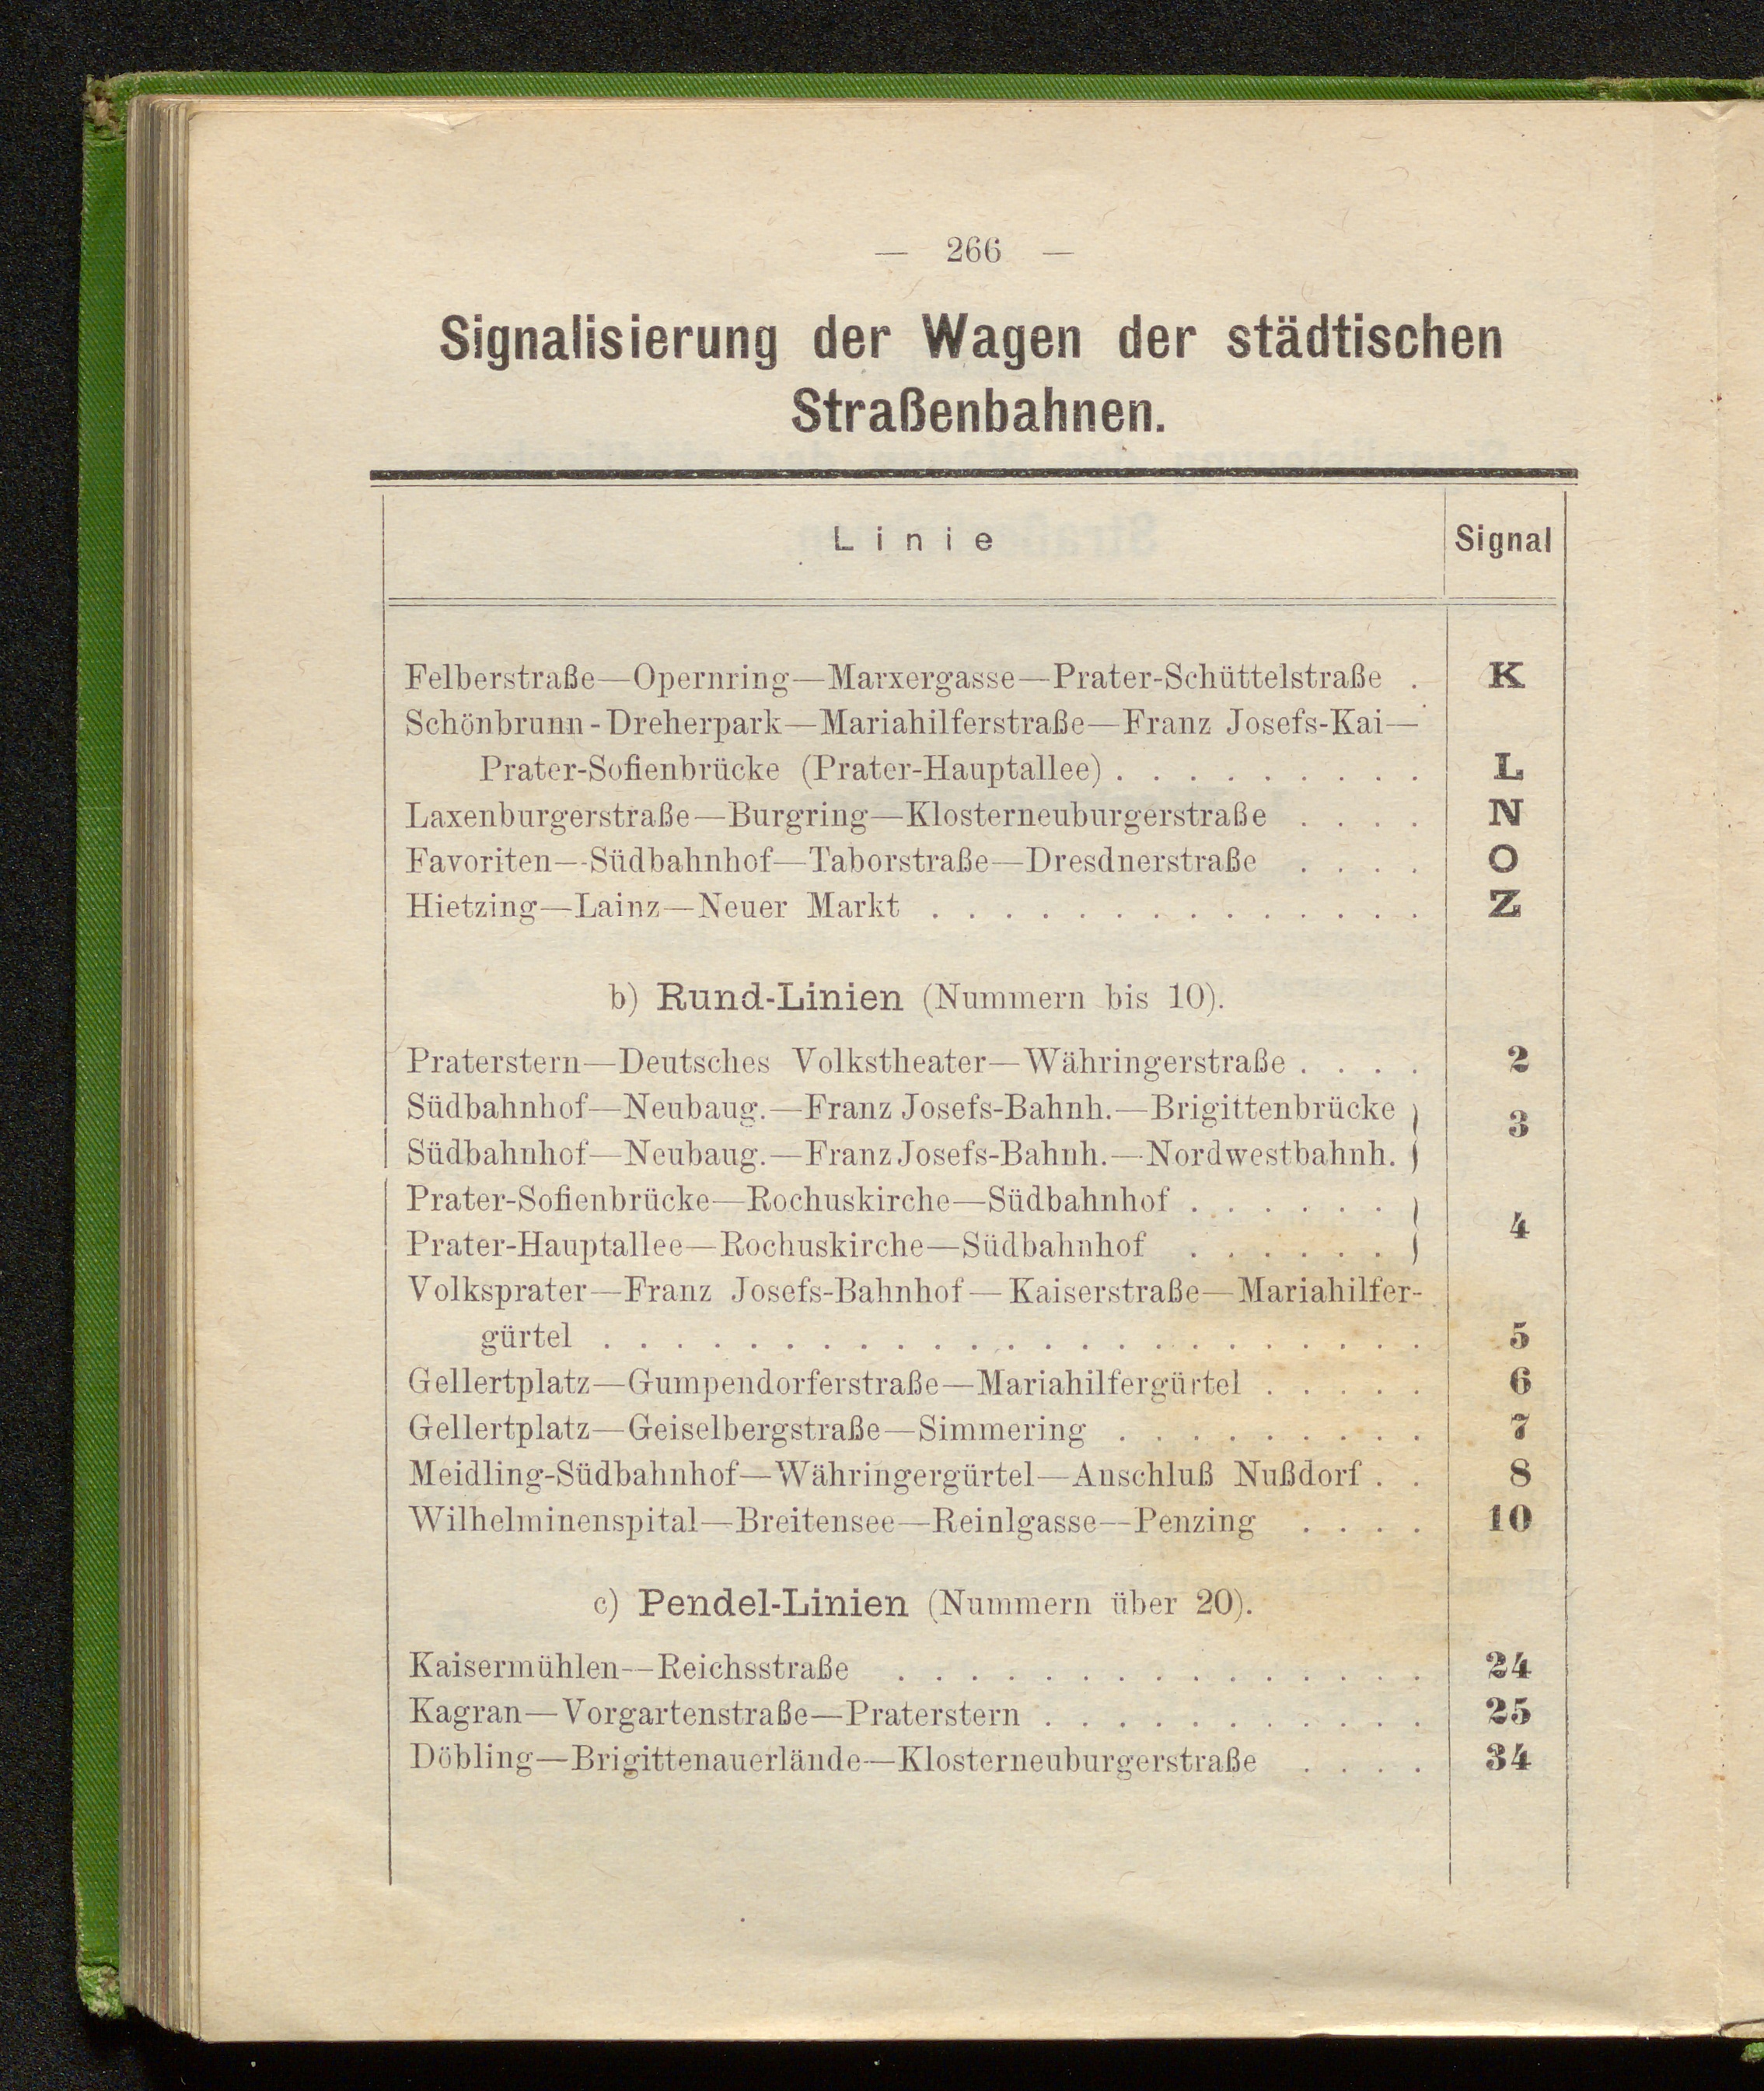 — 266 —
Signalisierung der Wagen der städtischen
Straßenbahnen.
Linie Signal
Felberstraße—Opernring—Marxergasse—Prater-Schüttelstraße . K
Schönbrunn-Dreherpark—Mariahilferstraße—Franz Josefs-Kai—
Prater-Sofienbrücke (Prater-Hauptallee) . . . . . . . . . L
Laxenburgerstraße—Burgring—Klosterneuburgerstraße . . . . N
Favoriten—Südbahnhof—Taborstraße—Dresdnerstraße . . . . O
Hietzing—Lainz—Neuer Markt . . . . . . . . . . . . . . Z
b) Rund-Linien (Nummern bis 10).
Praterstern—Deutsches Volkstheater—Währingerstraße . . . . 2
Südbahnhof—Neubaug.—Franz Josefs-Bahnh.—Brigittenbrücke } 3
Südbahnhof—Neubaug.—Franz Josefs-Bahnh.—Nordwestbahnh.
Prater-Sofienbrücke—Rochuskirche—Südbahnhof . . . . . . } 4
Prater-Hauptallee—Rochuskirche—Südbahnhof . . . . . .
Volksprater—Franz Josefs-Bahnhof—Kaiserstraße—Mariahilfer-
gürtel . . . . . . . . . . . . . . . . . . . . . . . 5
Gellertplatz—Gumpendorferstraße—Mariahilfergürtel . . . . . 6
Gellertplatz—Geiselbergstraße—Simmering . . . . . . . . . 7
Meidling-Südbahnhof—Währingergürtel—Anschluß Nußdorf . . 8
Wilhelminenspital—Breitensee—Reinlgasse—Penzing . . . . 10
c) Pendel-Linien (Nummern über 20).
Kaisermühlen—Reichsstraße . . . . . . . . . . . . . . . 24
Kagran—Vorgartenstraße—Praterstern . . . . . . . . . . . 25
Döbling—Brigittenauerlände—Klosterneuburgerstraße . . . . 34